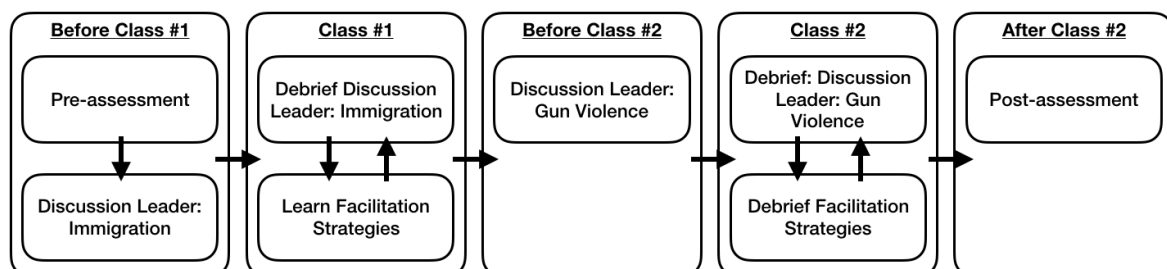 Before Class #1
Pre-assessment
Discussion Leader:
Immigration
Class #1
Debrief Discussion
Leader: Immigration
Learn Facilitation
Strategies
Before Class #2
Discussion Leader:
Gun Violence
Class #2
Debrief: Discussion
Leader: Gun
Violence
Debrief Facilitation
Strategies
After Class #2
Post-assessment